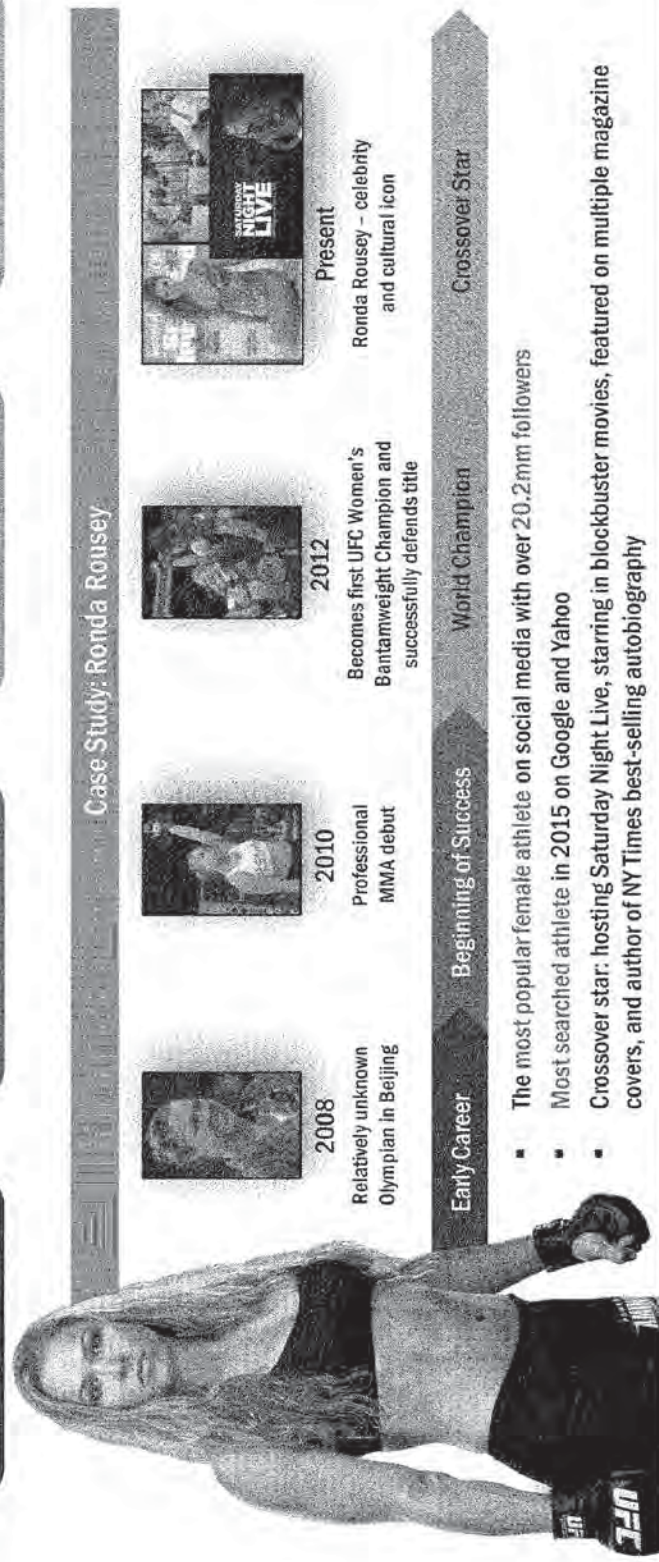 Case Study: Ronda Rousey
2008
Relatively unknown
Olympian in Beijing
2010
Professional
MMA debut
2012
Becomes first UFC Women's
Bantamweight Champion and
successfully defends title
SATURDAY
NIGHT
LIVE
Present
Ronda Rousey – celebrity
and cultural icon
Early Career
Beginning of Success
World Champion
Crossover Star
▪ The most popular female athlete on social media with over 20.2mm followers
▪ Most searched athlete in 2015 on Google and Yahoo
▪ Crossover star: hosting Saturday Night Live, starring in blockbuster movies, featured on multiple magazine
covers, and author of NY Times best-selling autobiography
UFC